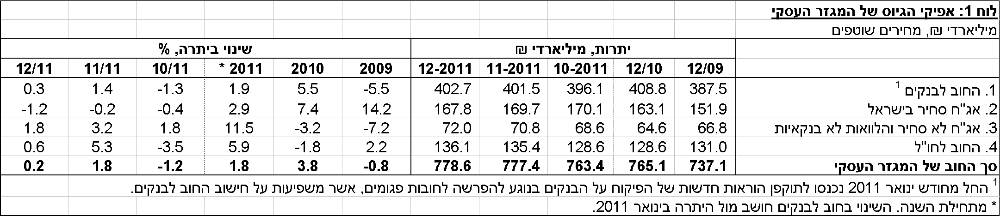 לוח 1: אפיקי הגיוס של המגזר העסקי
מיליארדי ₪, מחירים שוטפים
יתרות, מיליארדי ₪ שינוי ביתרה, %
12/09 12/10 10-2011 11-2011 12-2011 2009 2010 2011 * 10/11 11/11 12/11
1. החוב לבנקים 1 387.5 408.8 396.1 401.5 402.7 -5.5 5.5 1.9 -1.3 1.4 0.3
2. אג"ח סחיר בישראל 151.9 163.1 170.1 169.7 167.8 14.2 7.4 2.9 -0.4 -0.2 -1.2
3. אג"ח לא סחיר והלוואות לא בנקאיות 66.8 64.6 68.6 70.8 72.0 -7.2 -3.2 11.5 1.8 3.2 1.8
4. החוב לחו"ל 131.0 128.6 128.6 135.4 136.1 2.2 -1.8 5.9 -3.5 5.3 0.6
סך החוב של המגזר העסקי 737.1 765.1 763.4 777.4 778.6 -0.8 3.8 1.8 -1.2 1.8 0.2
1 החל מחודש ינואר 2011 נכנסו לתוקפן הוראות חדשות של הפיקוח על הבנקים בנוגע להפרשה לחובות פגומים, אשר משפיעות על חישוב החוב לבנקים.
* מתחילת השנה. השינוי בחוב לבנקים חושב מול היתרה בינואר 2011.